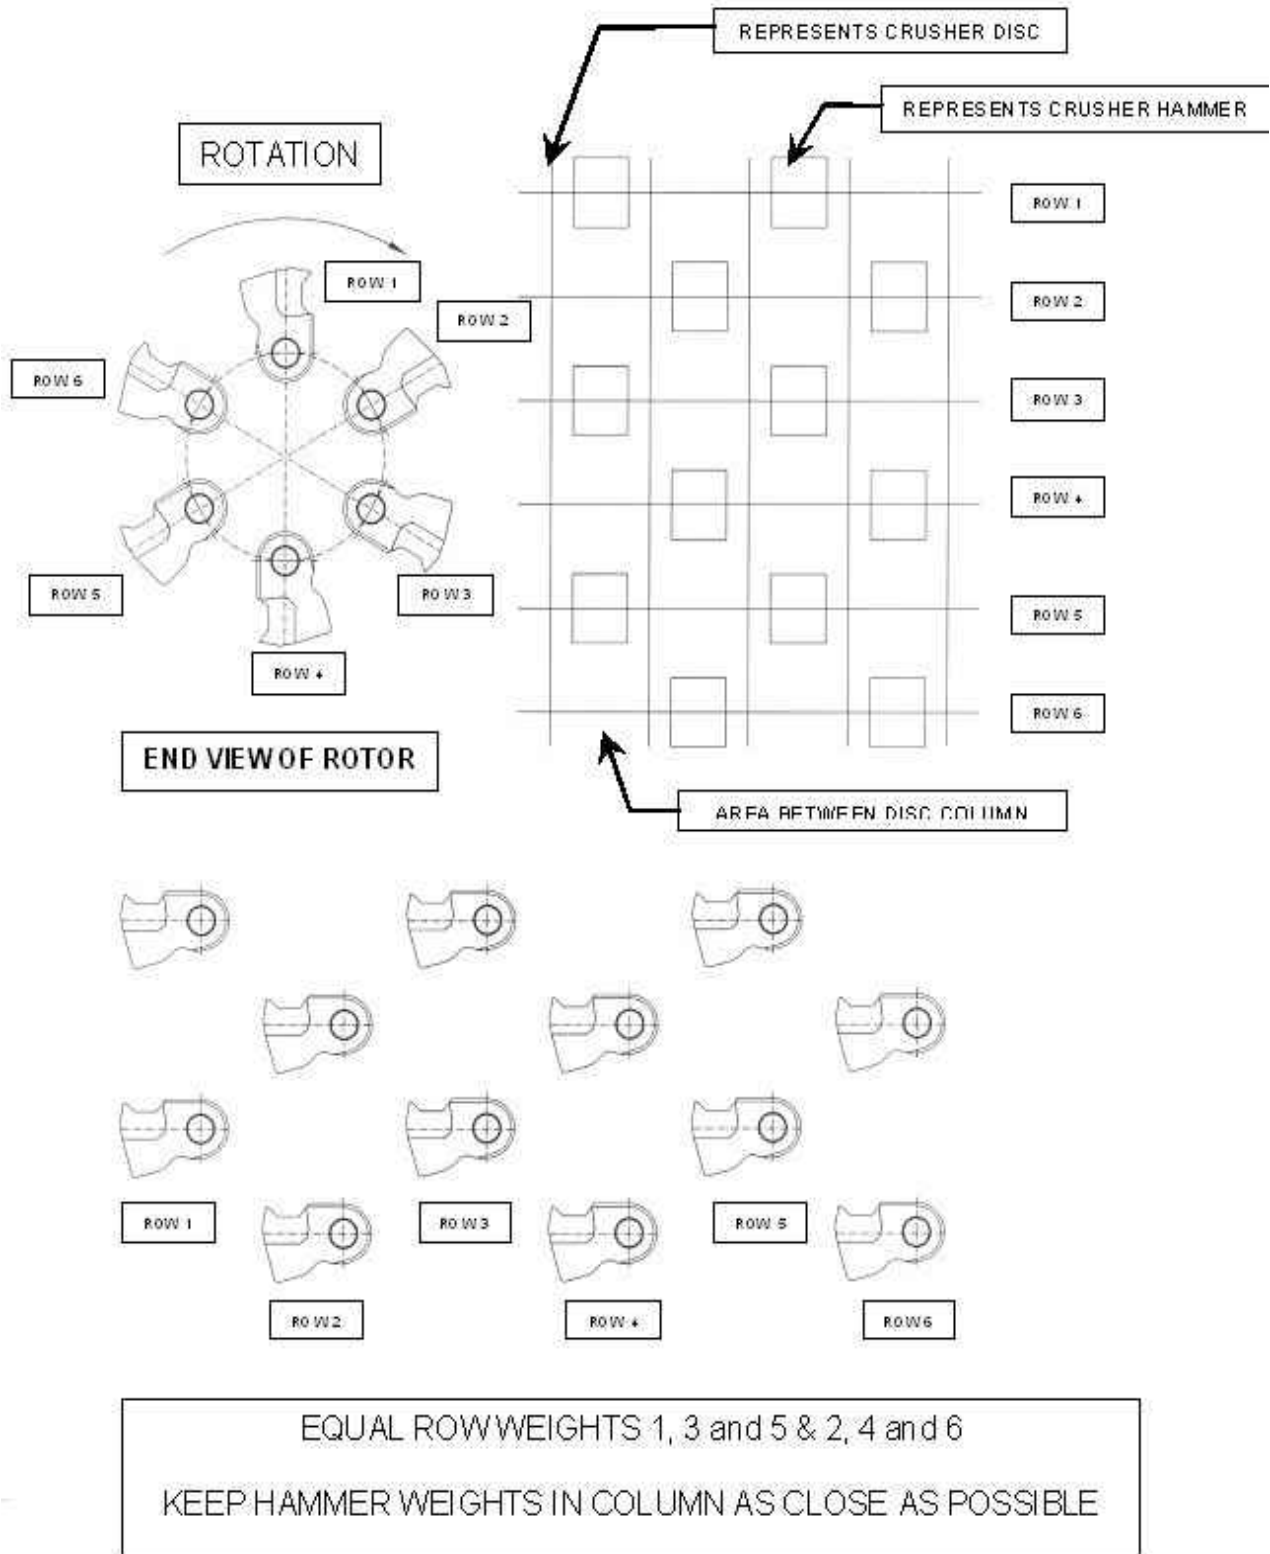 REPRESENTS CRUSHER DISC
REPRESENTS CRUSHER HAMMER
ROTATION
ROW 1
ROW 2
ROW 6
ROW 5
ROW 3
ROW 4
END VIEW OF ROTOR
ROW 1
ROW 2
ROW 3
ROW 4
ROW 5
ROW 6
AREA BETWEEN DISC COLUMN
ROW 1
ROW 3
ROW 5
ROW 2
ROW 4
ROW 6
EQUAL ROW WEIGHTS 1, 3 and 5 & 2, 4 and 6
KEEP HAMMER WEIGHTS IN COLUMN AS CLOSE AS POSSIBLE